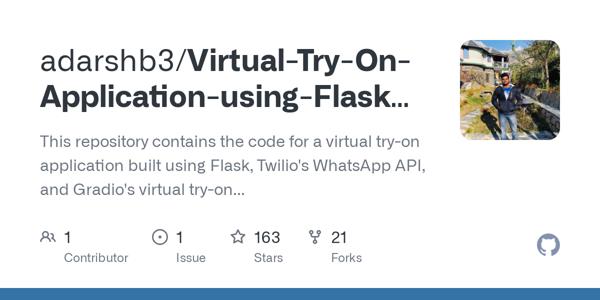 adarshb3/Virtual-Try-On-
Application-using-Flask...
This repository contains the code for a virtual try-on
application built using Flask, Twilio's WhatsApp API,
and Gradio's virtual try-on...
1 1 163 21
Contributor Issue Stars Forks